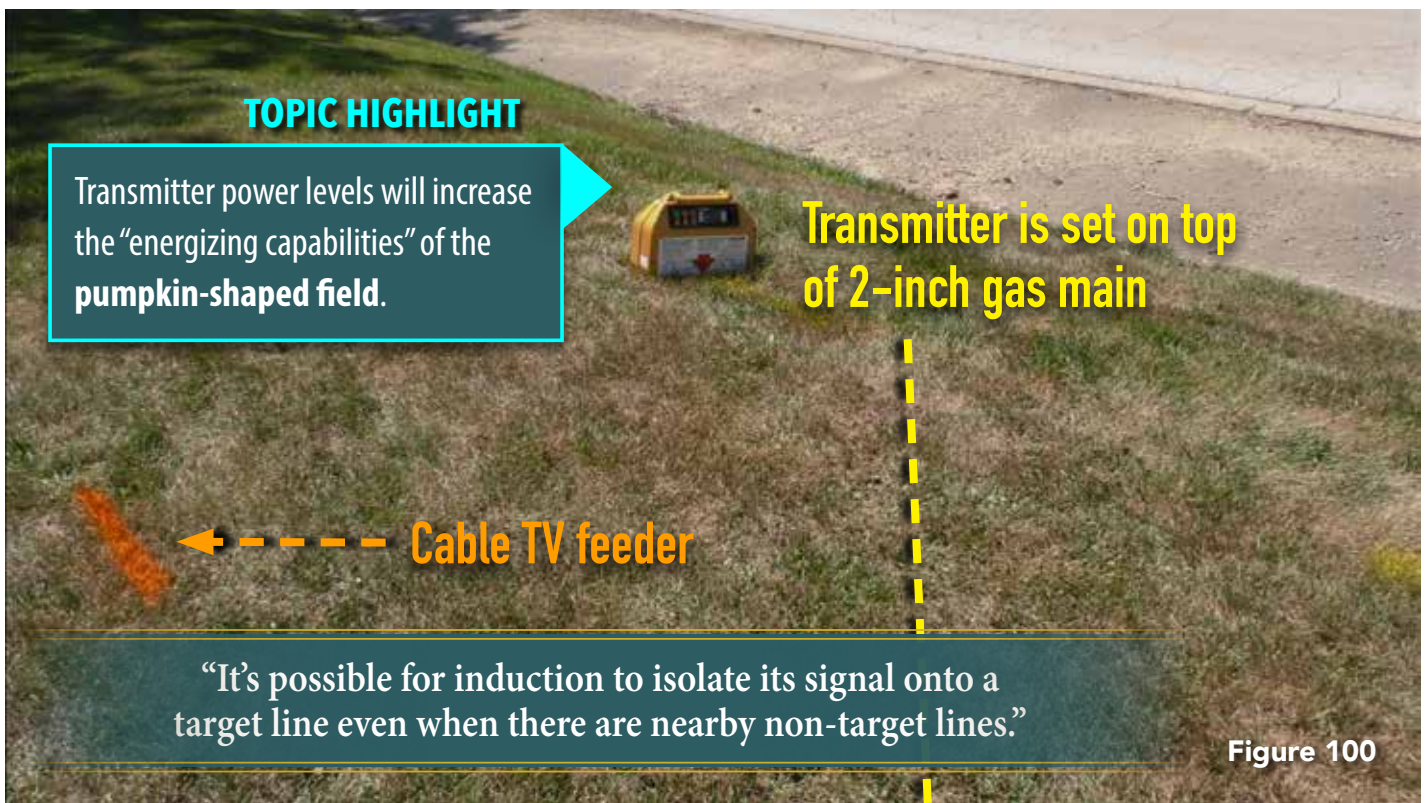 TOPIC HIGHLIGHT
Transmitter power levels will increase
the “energizing capabilities” of the
pumpkin-shaped field.
Transmitter is set on top
of 2-inch gas main
Cable TV feeder
“It’s possible for induction to isolate its signal onto a
target line even when there are nearby non-target lines.”
Figure 100